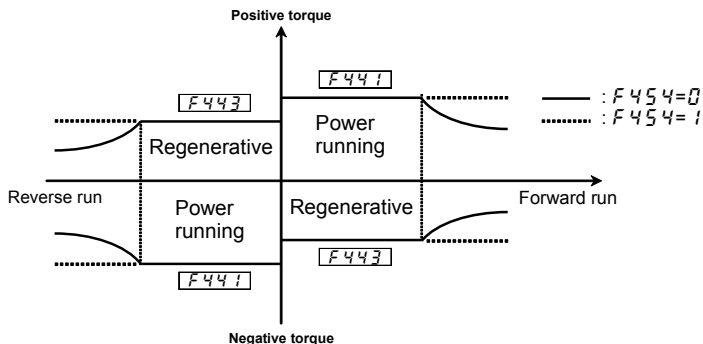 Positive torque
F441
F443
: F454=0
: F454=1
Power
running
Regenerative
Reverse run
Forward run
Power
running
Regenerative
F443
F441
Negative torque